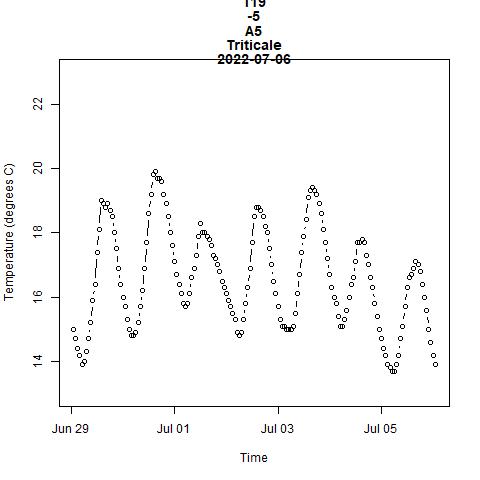 T19
-5
A5
Triticale
2022-07-06
Temperature (degrees C)
22
20
18
16
14
Jun 29
Jul 01
Jul 03
Jul 05
Time